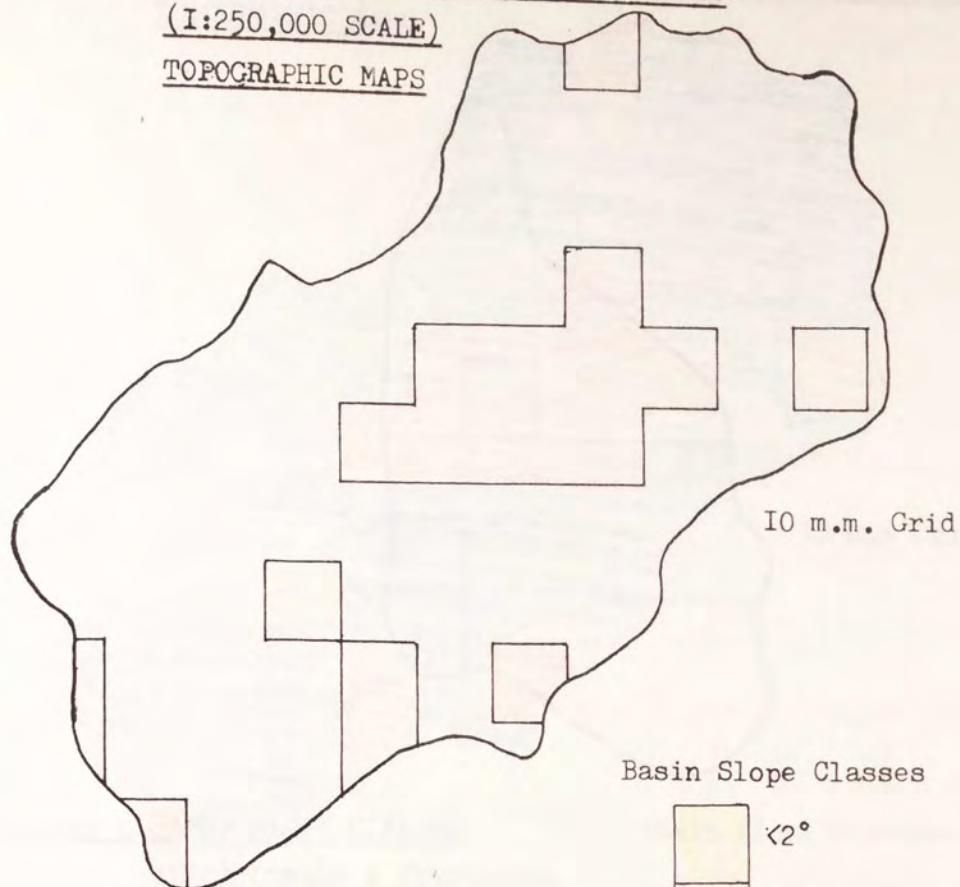 (I:250,000 SCALE)
TOPOGRAPHIC MAPS
IO m.m. Grid
Basin Slope Classes
<2°